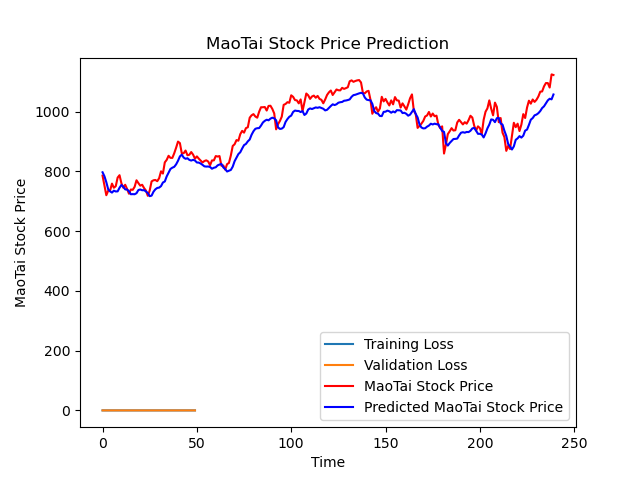 MaoTai Stock Price Prediction
MaoTai Stock Price
1000
800
600
400
200
0
Training Loss
Validation Loss
MaoTai Stock Price
Predicted MaoTai Stock Price
0 50 100 150 200 250
Time